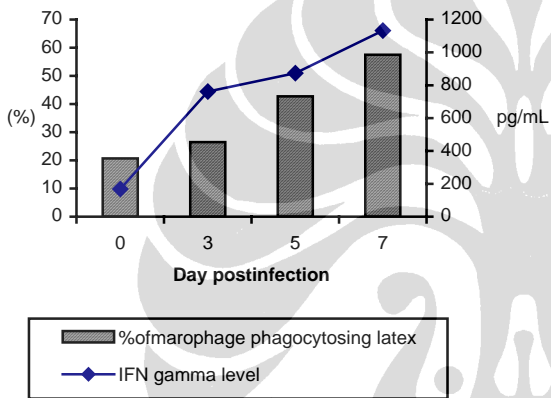 70 1200
60 1000
50 800
40
(%) pg/mL
30 600
400
20
10 200
0 0
0 3 5 7
Day postinfection
%ofmarophage phagocytosing latex
IFN gamma level